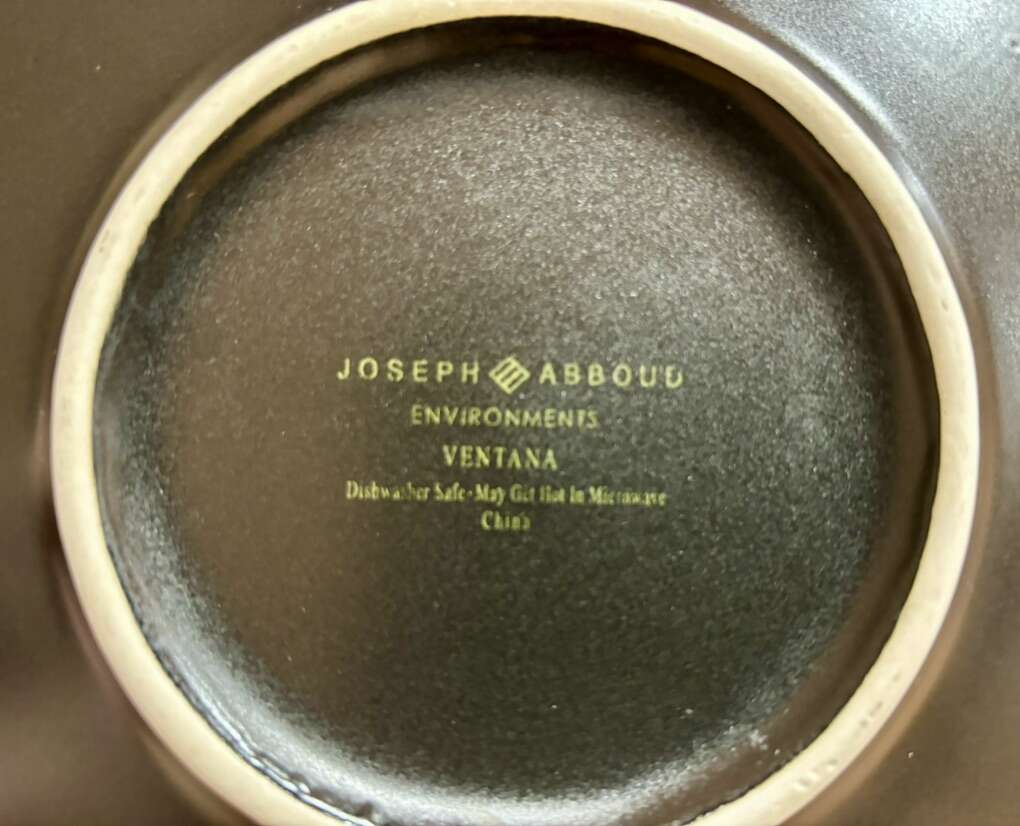 JOSEPH ABBOUD
ENVIRONMENTS
VENTANA
Dishwasher Safe · May Get Hot In Microwave
China